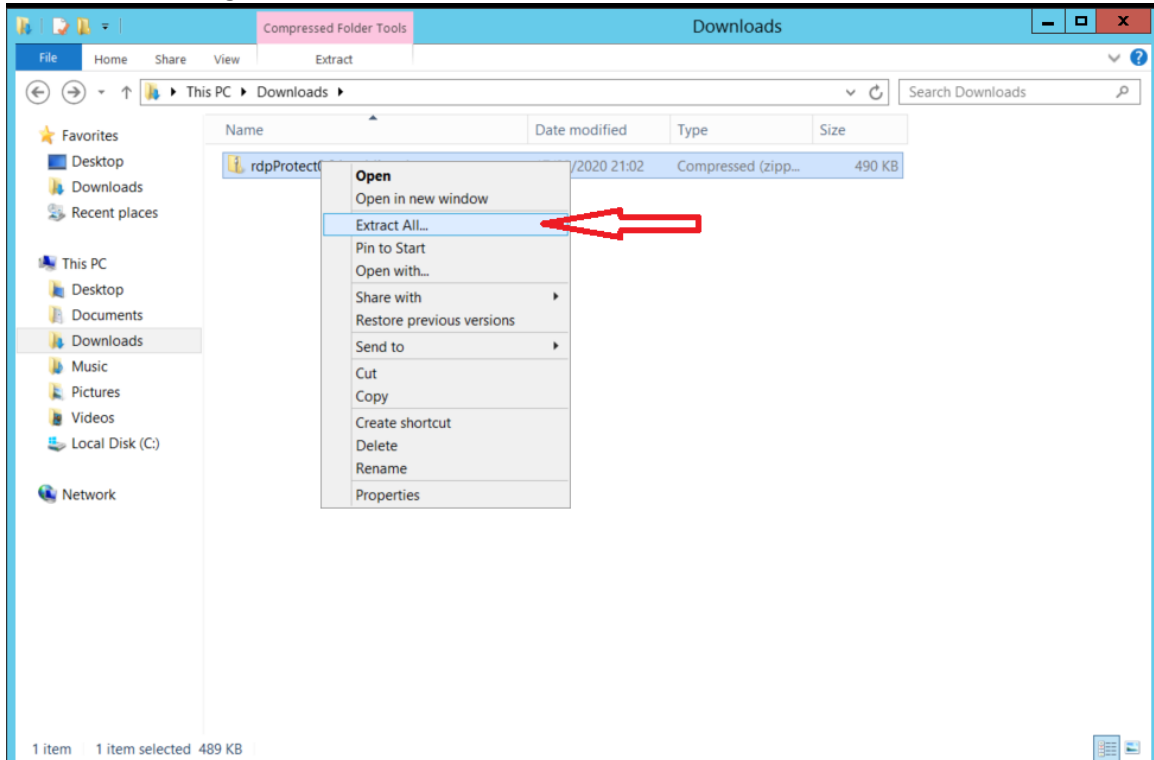 Compressed Folder Tools
Downloads
File Home Share View Extract
This PC Downloads
Search Downloads
Name Date modified Type Size
Favorites
Desktop
Downloads
Recent places
This PC
Desktop
Documents
Downloads
Music
Pictures
Videos
Local Disk (C:)
Network
rdpProtect /2020 21:02 Compressed (zipp... 490 KB
Open
Open in new window
Extract All...
Pin to Start
Open with...
Share with
Restore previous versions
Send to
Cut
Copy
Create shortcut
Delete
Rename
Properties
1 item 1 item selected 489 KB